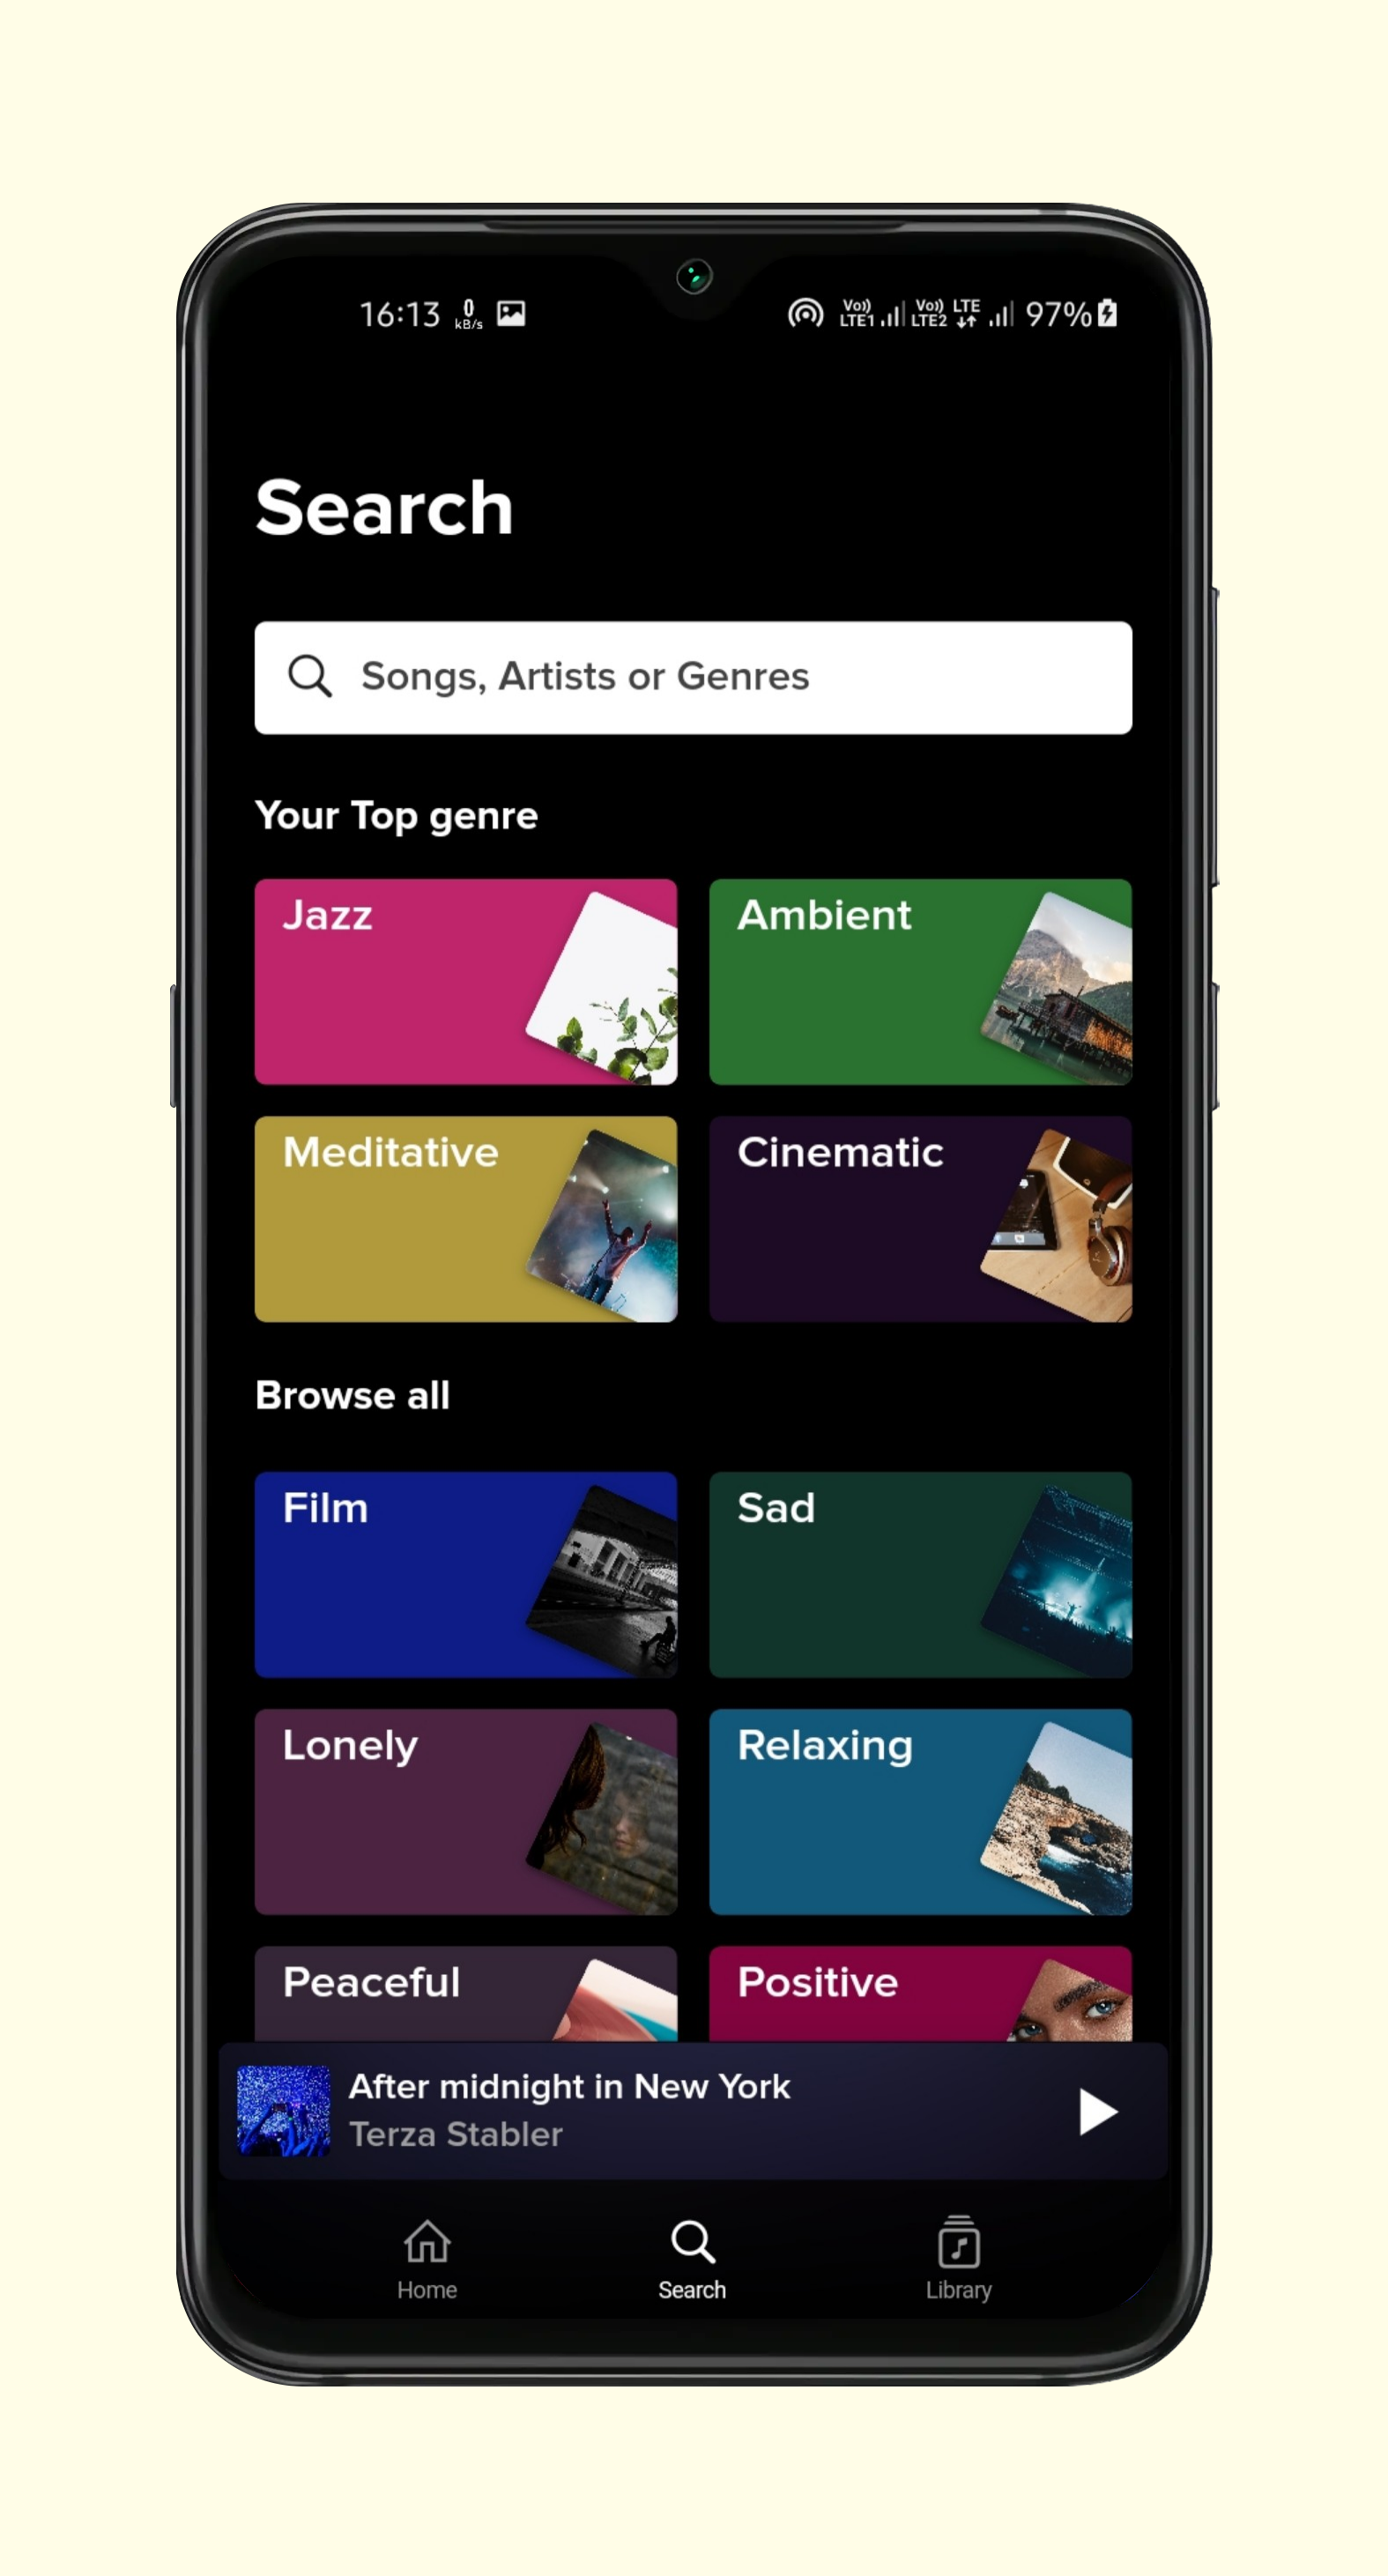 16:13 0 kB/s Vo)) LTE1 Vo)) LTE2 LTE 97%
Search
Songs, Artists or Genres
Your Top genre
Jazz
Ambient
Meditative
Cinematic
Browse all
Film
Sad
Lonely
Relaxing
Peaceful
Positive
After midnight in New York
Terza Stabler
Home
Search
Library